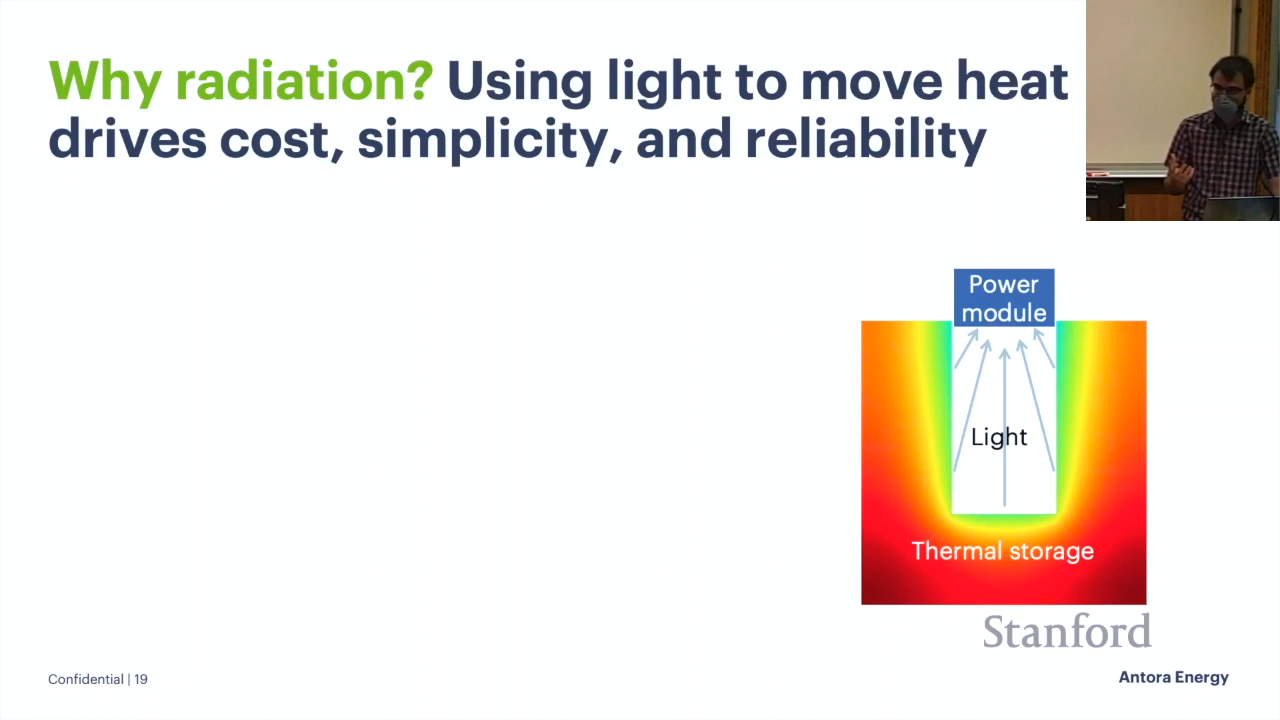 Why radiation? Using light to move heat
drives cost, simplicity, and reliability
Power
module
Light
Thermal storage
Stanford
Confidential | 19
Antora Energy